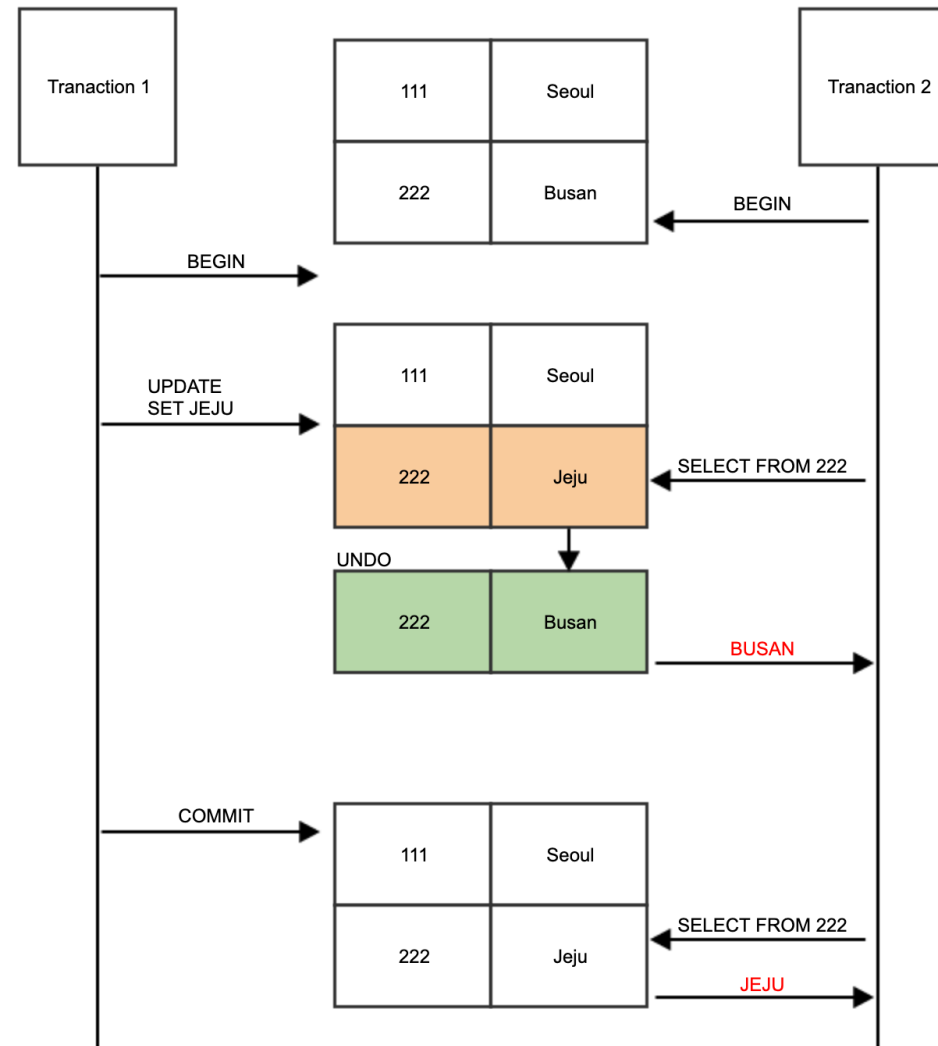 Tranaction 1
Tranaction 2
111 Seoul
222 Busan
BEGIN
BEGIN
111 Seoul
UPDATE
SET JEJU
222 Jeju
SELECT FROM 222
UNDO
222 Busan
BUSAN
COMMIT
111 Seoul
SELECT FROM 222
222 Jeju
JEJU